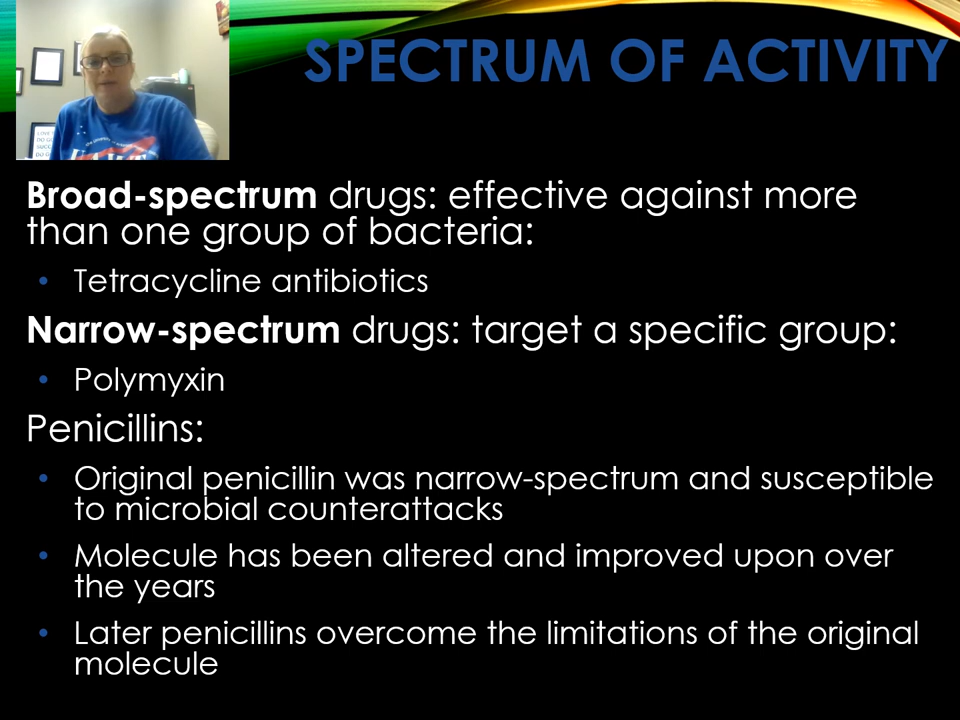 SPECTRUM OF ACTIVITY
Broad-spectrum drugs: effective against more
than one group of bacteria:
• Tetracycline antibiotics
Narrow-spectrum drugs: target a specific group:
• Polymyxin
Penicillins:
• Original penicillin was narrow-spectrum and susceptible
to microbial counterattacks
• Molecule has been altered and improved upon over
the years
• Later penicillins overcome the limitations of the original
molecule